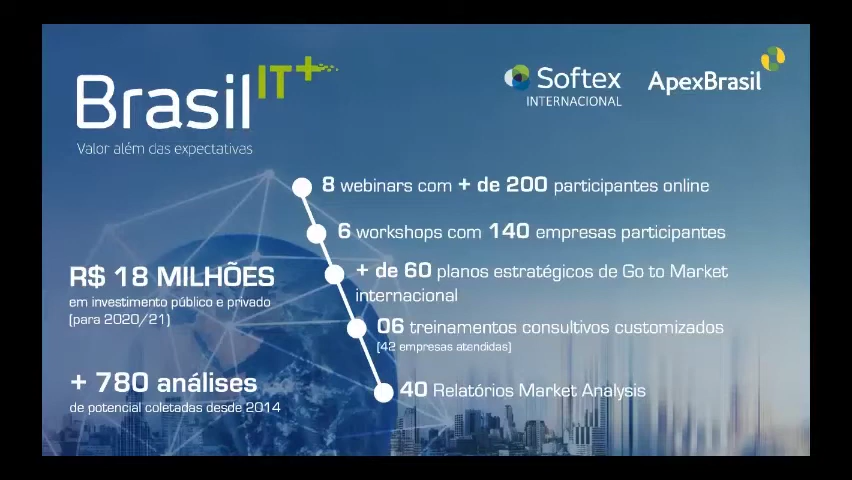 Brasil IT+
Valor além das expectativas
Softex
INTERNACIONAL
ApexBrasil
8 webinars com + de 200 participantes online
6 workshops com 140 empresas participantes
+ de 60 planos estratégicos de Go to Market
internacional
06 treinamentos consultivos customizados
(42 empresas atendidas)
40 Relatórios Market Analysis
R$ 18 MILHÕES
em investimento público e privado
(para 2020/21)
+ 780 análises
de potencial coletadas desde 2014